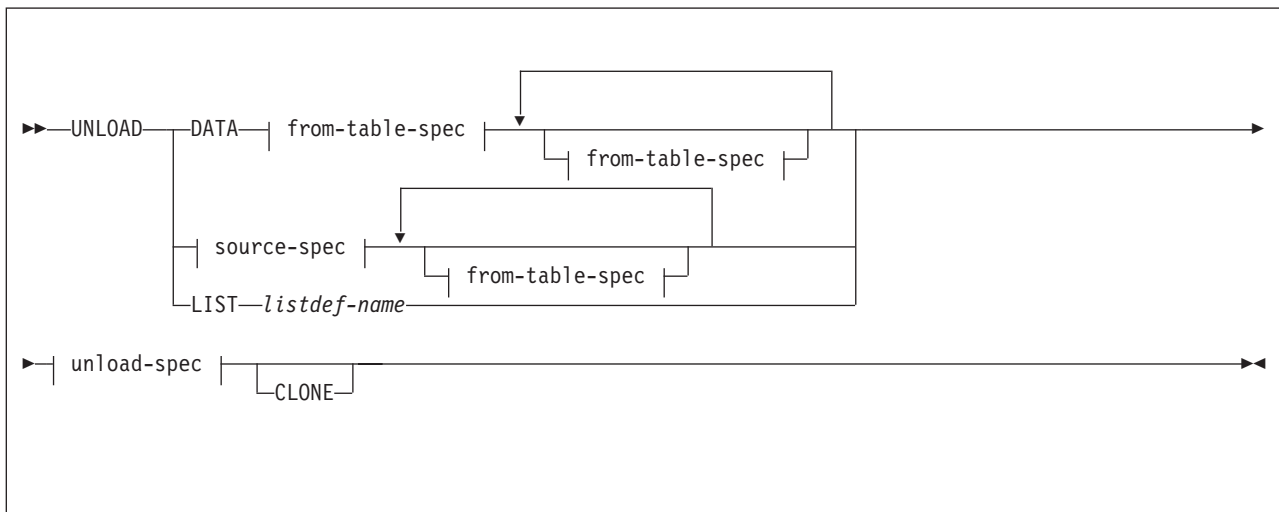 UNLOAD DATA from-table-spec
from-table-spec
source-spec
from-table-spec
LIST listdef-name
unload-spec
CLONE